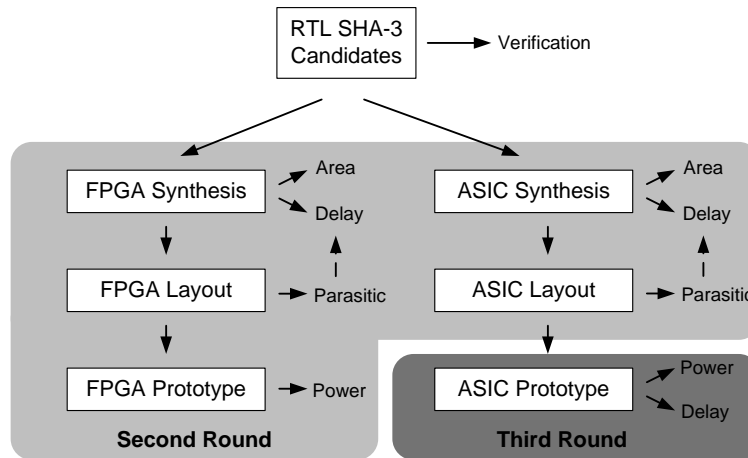 RTL SHA-3
Candidates
Verification
FPGA Synthesis
Area
Delay
ASIC Synthesis
Area
Delay
FPGA Layout
Parasitic
ASIC Layout
Parasitic
FPGA Prototype
Power
ASIC Prototype
Power
Delay
Second Round
Third Round